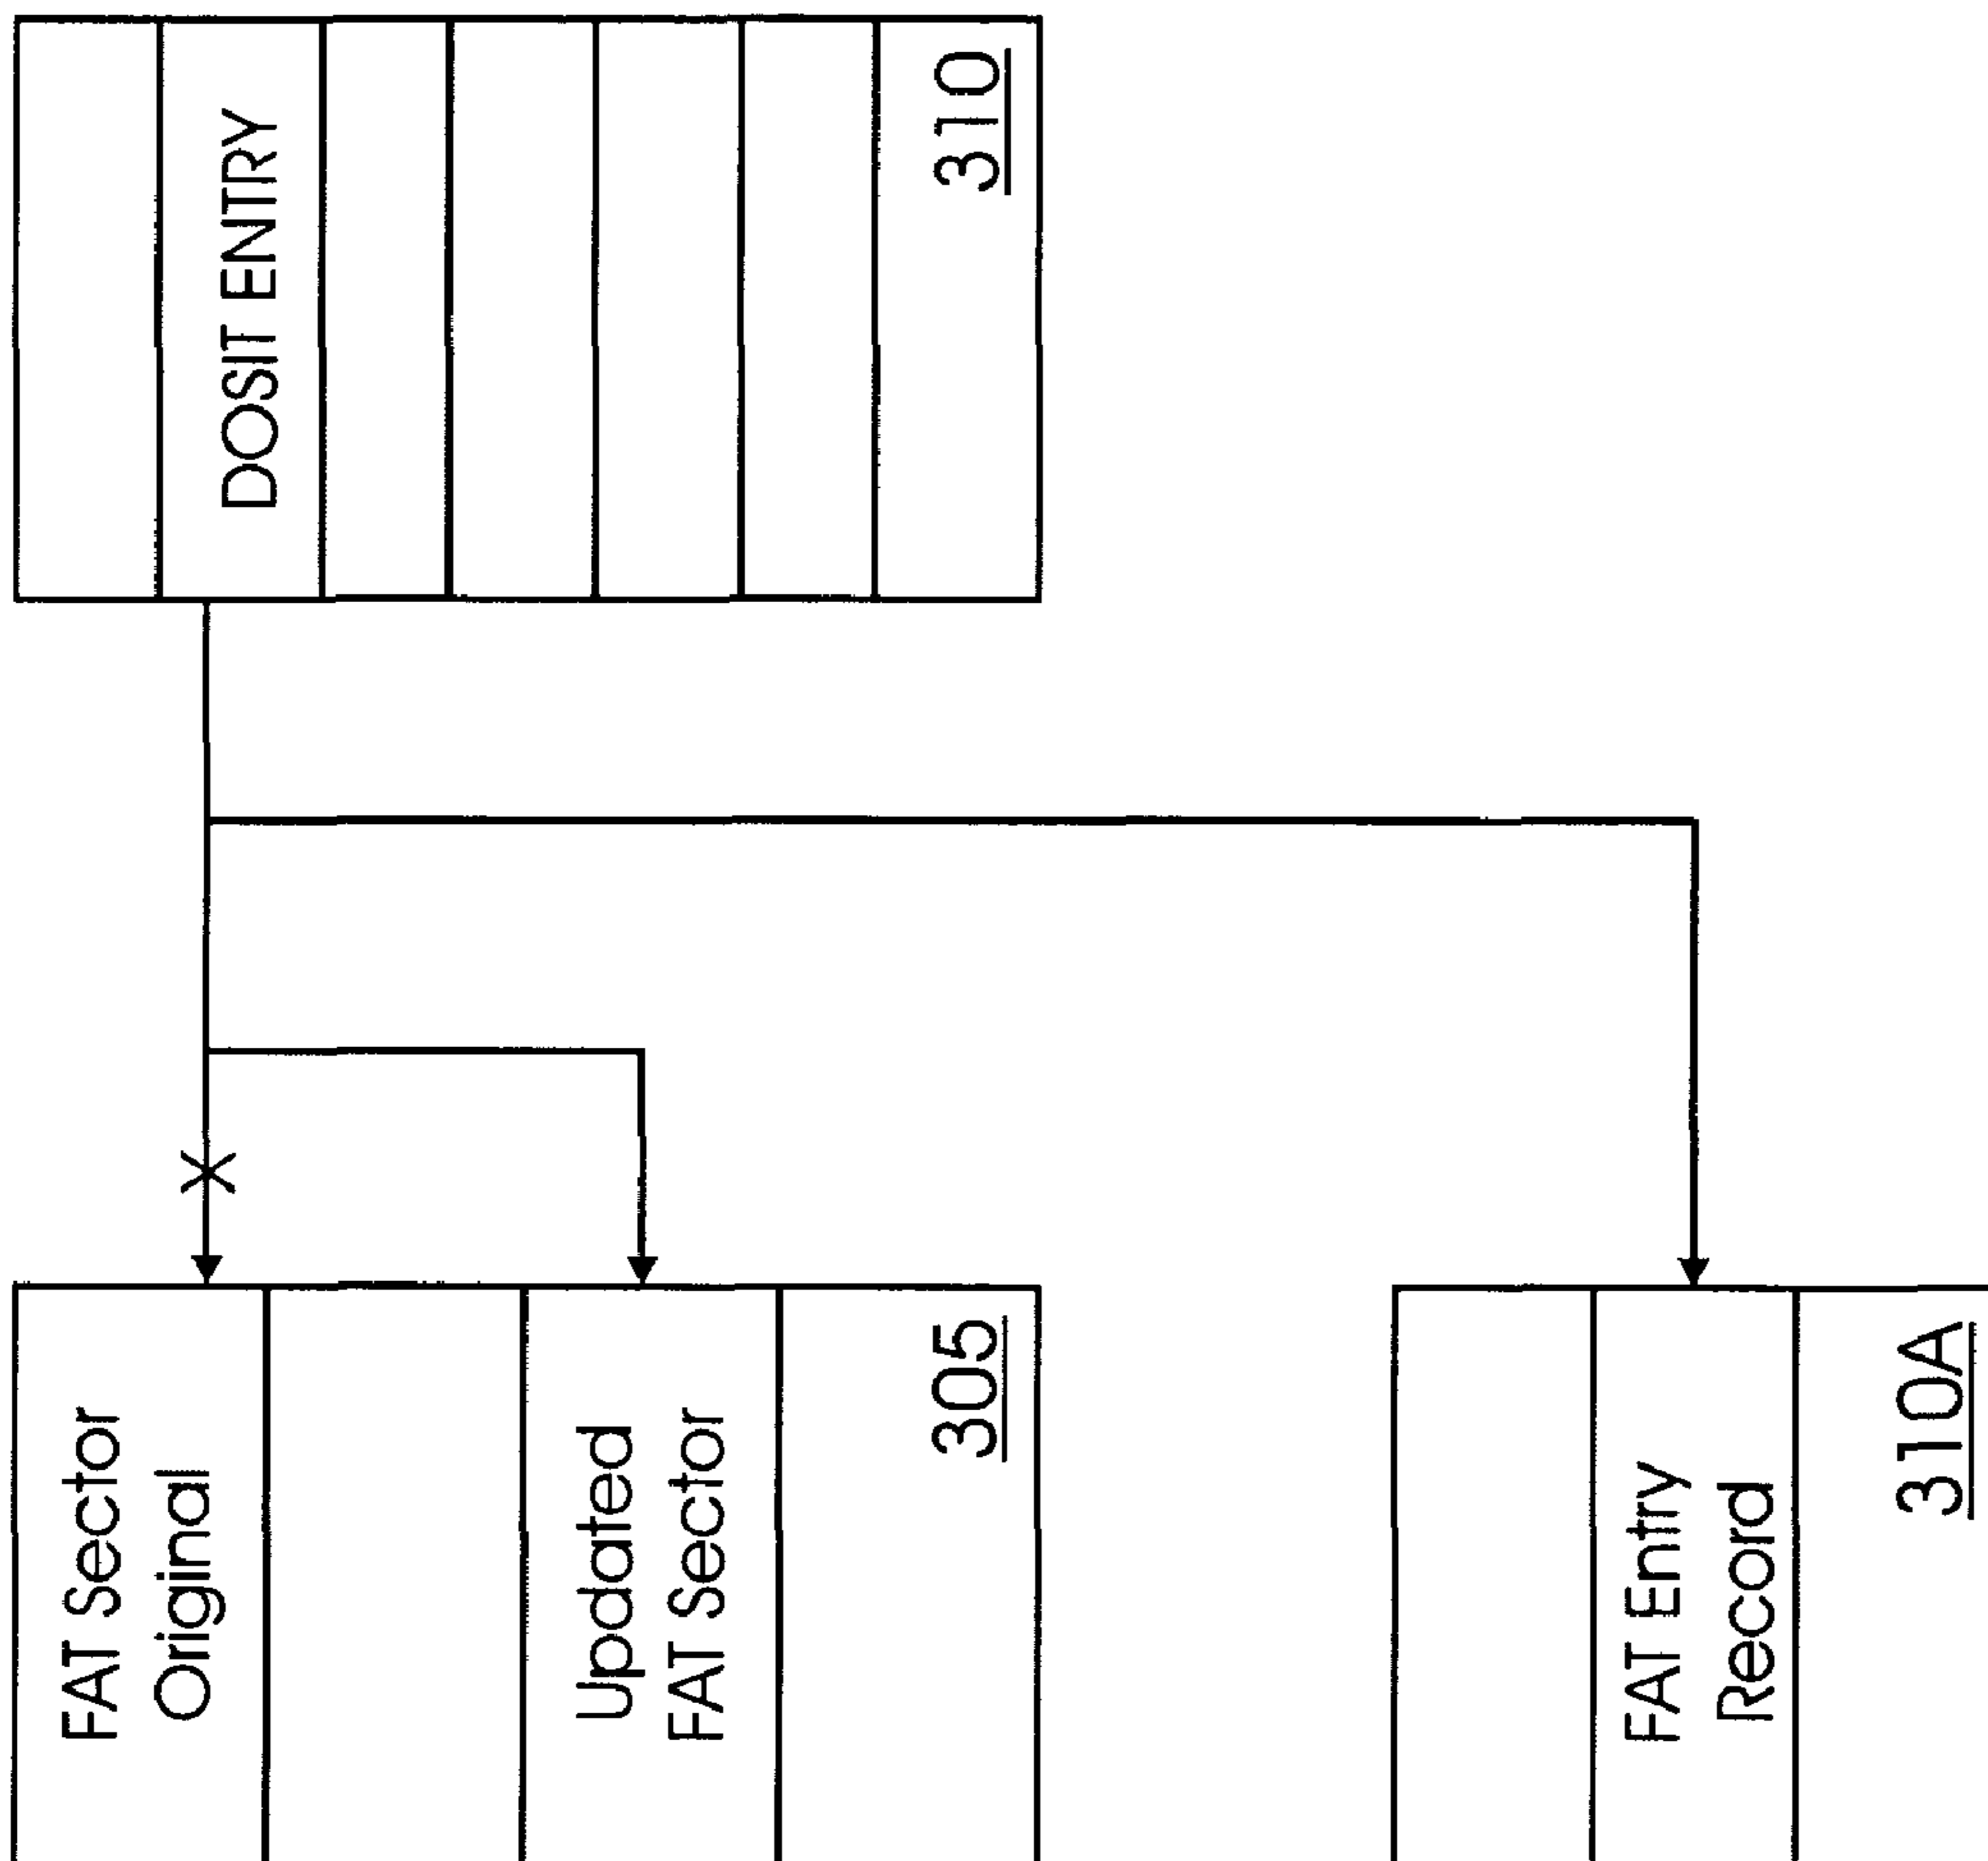 FAT Sector
Original
Updated
FAT Sector
305
DOSIT ENTRY
310
FAT Entry
Record
310A